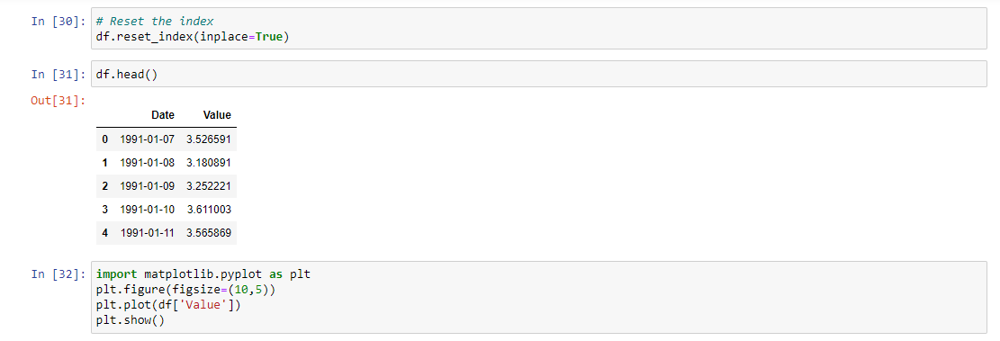 In [30]: # Reset the index
df.reset_index(inplace=True)
In [31]: df.head()
Out[31]:
Date Value
0 1991-01-07 3.526591
1 1991-01-08 3.180891
2 1991-01-09 3.252221
3 1991-01-10 3.611003
4 1991-01-11 3.565869
In [32]: import matplotlib.pyplot as plt
plt.figure(figsize=(10,5))
plt.plot(df['Value'])
plt.show()